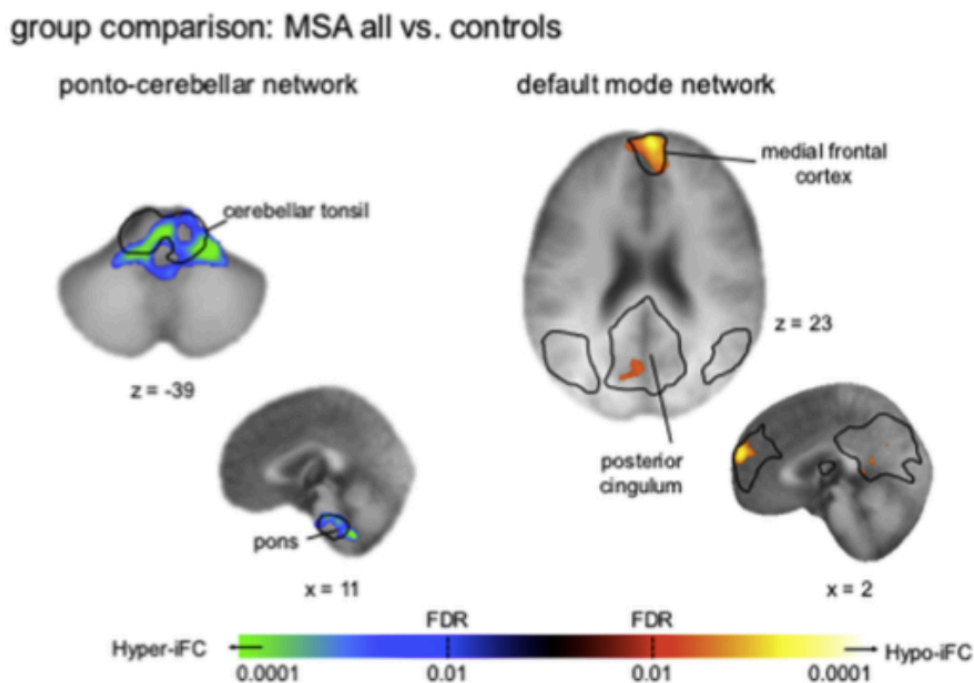 group comparison: MSA all vs. controls
ponto-cerebellar network
default mode network
medial frontal
cortex
cerebellar tonsil
z = 23
z = -39
posterior
cingulum
pons
x = 11
x = 2
FDR
FDR
Hyper-iFC
Hypo-iFC
0.0001
0.01
0.01
0.0001